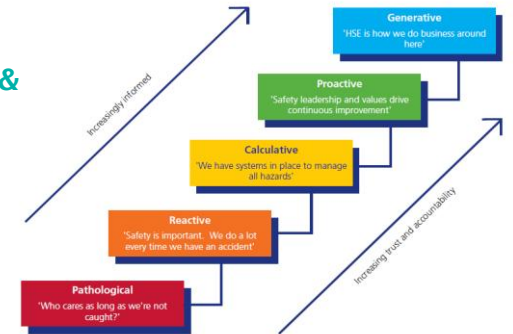 &
Generative
'HSE is how we do business around
here'
Proactive
'Safety leadership and values drive
continuous improvement'
Calculative
'We have systems in place to manage
all hazards'
Reactive
'Safety is important. We do a lot
every time we have an accident'
Pathological
'Who cares as long as we're not
caught?'
Increasingly informed
Increasing trust and accountability